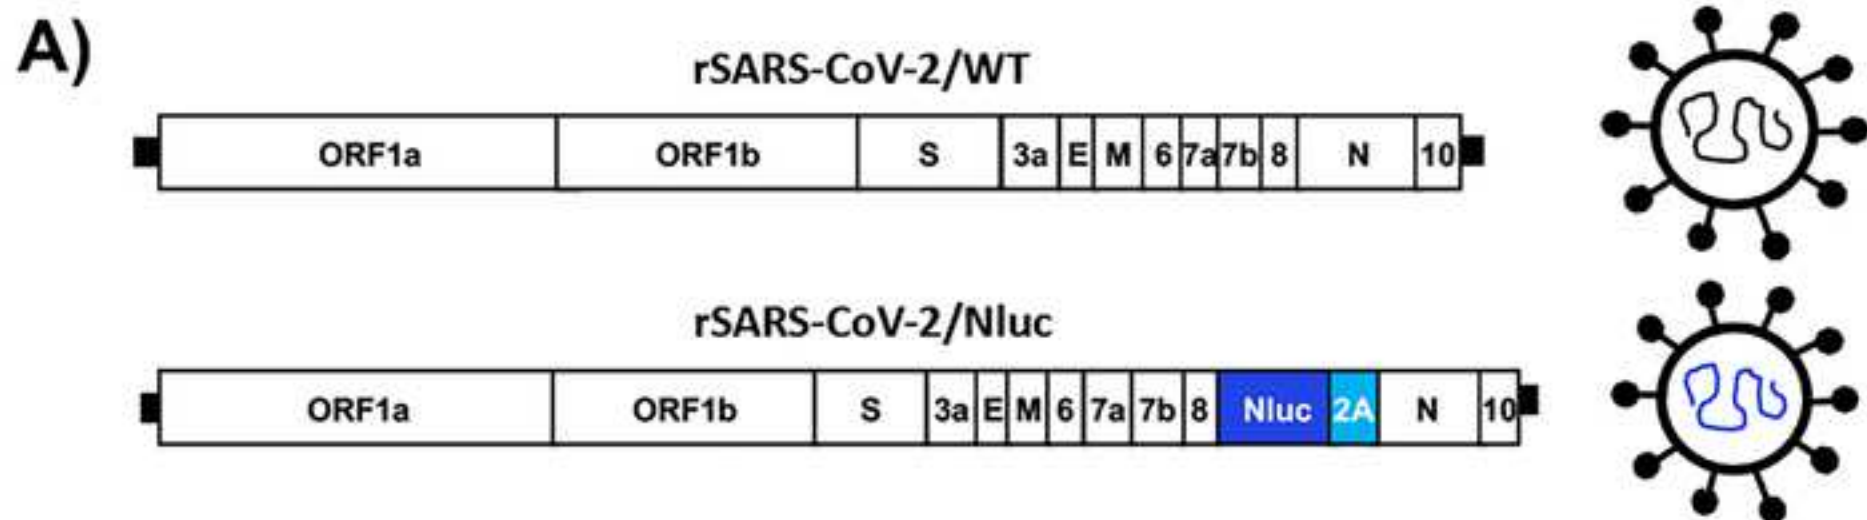 A)
rSARS-CoV-2/WT
ORF1a ORF1b S 3a E M 6 7a 7b 8 N 10
rSARS-CoV-2/Nluc
ORF1a ORF1b S 3a E M 6 7a 7b 8 Nluc 2A N 10